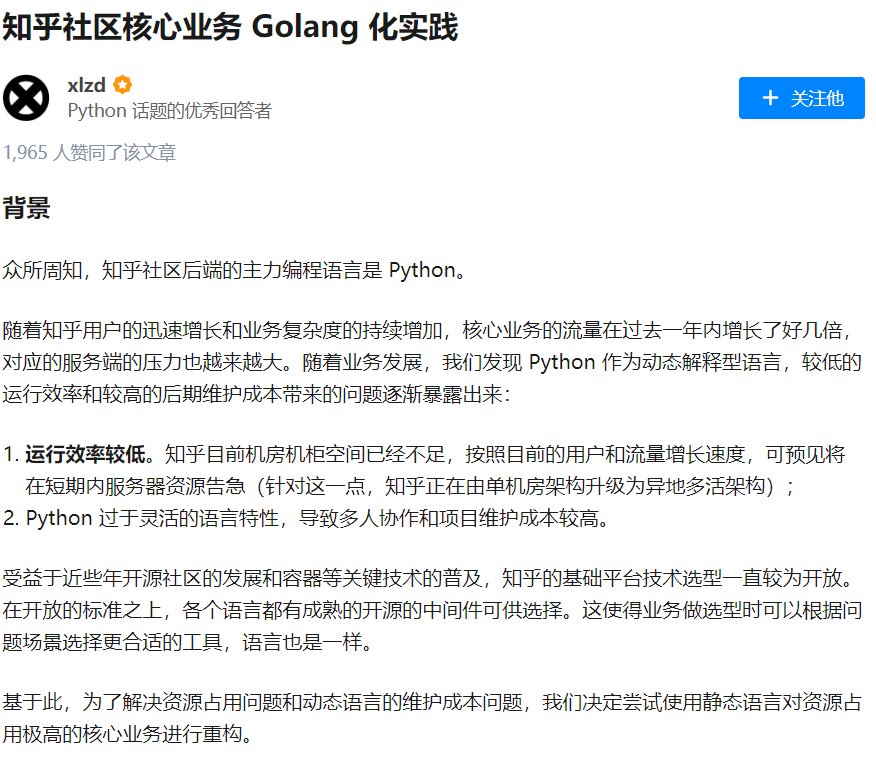 知乎社区核心业务 Golang 化实践
xlzd
Python 话题的优秀回答者
+ 关注他
1,965 人赞同了该文章
背景
众所周知，知乎社区后端的主力编程语言是 Python。
随着知乎用户的迅速增长和业务复杂度的持续增加，核心业务的流量在过去一年内增长了好几倍，
对应的服务端的压力也越来越大。随着业务发展，我们发现 Python 作为动态解释型语言，较低的
运行效率和较高的后期维护成本带来的问题逐渐暴露出来：
1. 运行效率较低。知乎目前机房机柜空间已经不足，按照目前的用户和流量增长速度，可预见将
在短期内服务器资源告急（针对这一点，知乎正在由单机房架构升级为异地多活架构）；
2. Python 过于灵活的语言特性，导致多人协作和项目维护成本较高。
受益于近些年开源社区的发展和容器等关键技术的普及，知乎的基础平台技术选型一直较为开放。
在开放的标准之上，各个语言都有成熟的开源的中间件可供选择。这使得业务做选型时可以根据问
题场景选择更合适的工具，语言也是一样。
基于此，为了解决资源占用问题和动态语言的维护成本问题，我们决定尝试使用静态语言对资源占
用极高的核心业务进行重构。